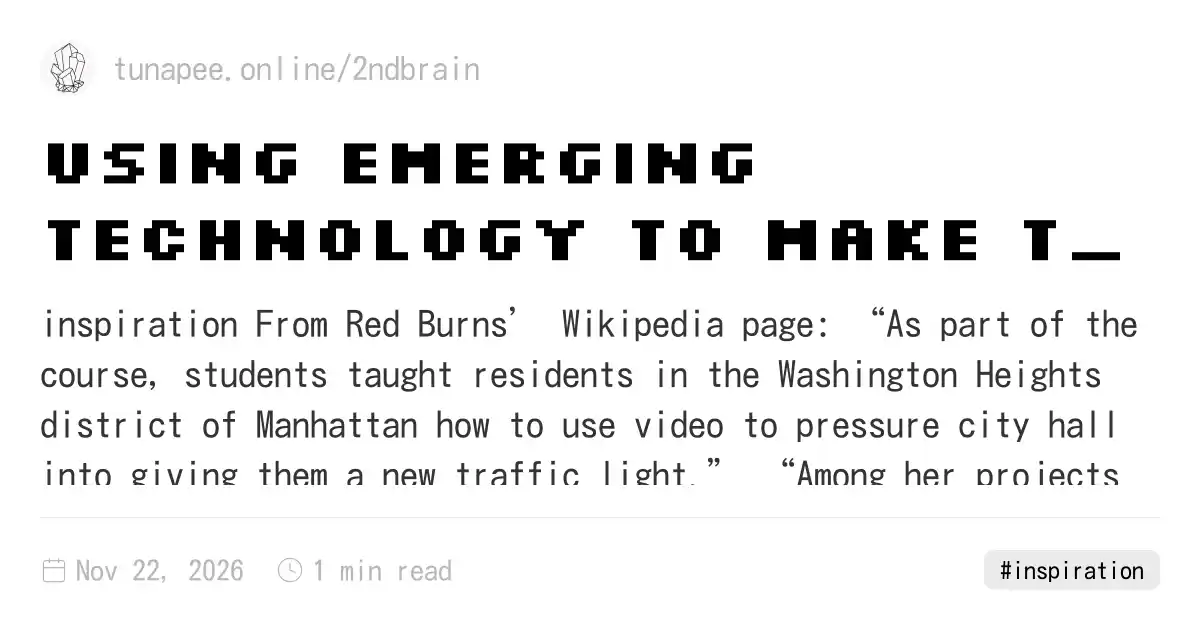 tunapee.online/2ndbrain
USING EMERGING
TECHNOLOGY TO MAKE T_
inspiration From Red Burns’ Wikipedia page: “As part of the
course, students taught residents in the Washington Heights
district of Manhattan how to use video to pressure city hall
into giving them a new traffic light.” “Among her projects
Nov 22, 2026 1 min read
#inspiration